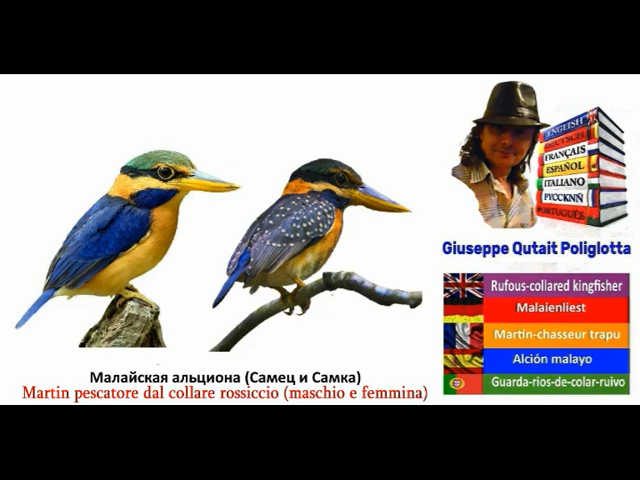 Малайская альциона (Самец и Самка)
Martin pescatore dal collare rossiccio (maschio e femmina)
ENGLISH
DEUTSCH
FRANÇAIS
ESPAÑOL
ITALIANO
PYCCKNÑ
PORTUGUÊS
Giuseppe Qutait Poliglotta
Rufous-collared kingfisher
Malaienliest
Martin-chasseur trapu
Alción malayo
Guarda-rios-de-colar-ruivo